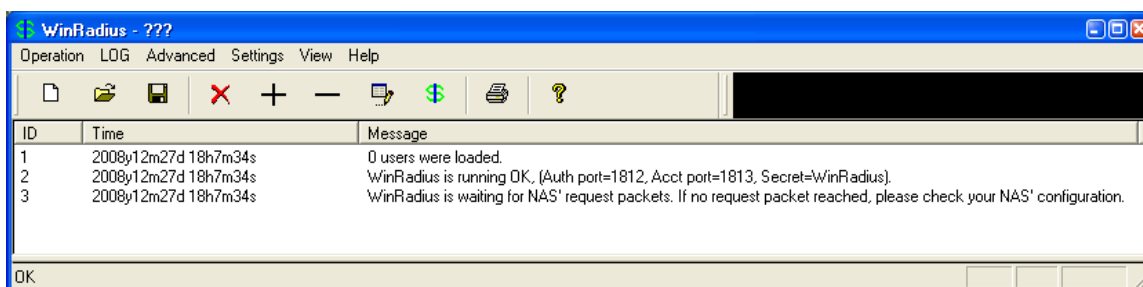 WinRadius - ???
Operation LOG Advanced Settings View Help
ID Time Message
1 2008y12m27d 18h7m34s 0 users were loaded.
2 2008y12m27d 18h7m34s WinRadius is running OK, (Auth port=1812, Acct port=1813, Secret=WinRadius).
3 2008y12m27d 18h7m34s WinRadius is waiting for NAS' request packets. If no request packet reached, please check your NAS' configuration.
OK